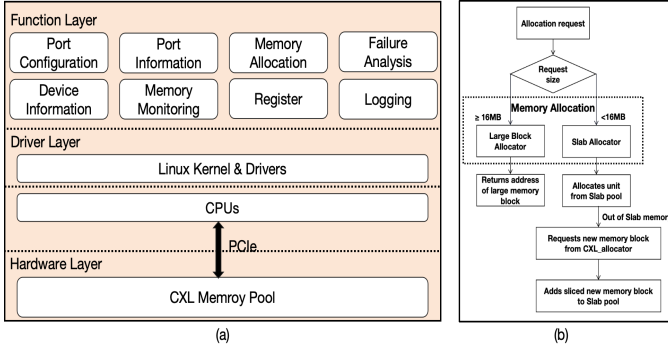 Function Layer
Port
Configuration
Port
Information
Memory
Allocation
Failure
Analysis
Device
Information
Memory
Monitoring
Register
Logging
Driver Layer
Linux Kernel & Drivers
CPUs
PCIe
Hardware Layer
CXL Memroy Pool
(a)
Allocation request
Request
size
Memory Allocation
≥ 16MB
<16MB
Large Block
Allocator
Slab Allocator
Returns address
of large memory
block
Allocates unit
from Slab pool
Out of Slab memor
Requests new memory block
from CXL_allocator
Adds sliced new memory block
to Slab pool
(b)